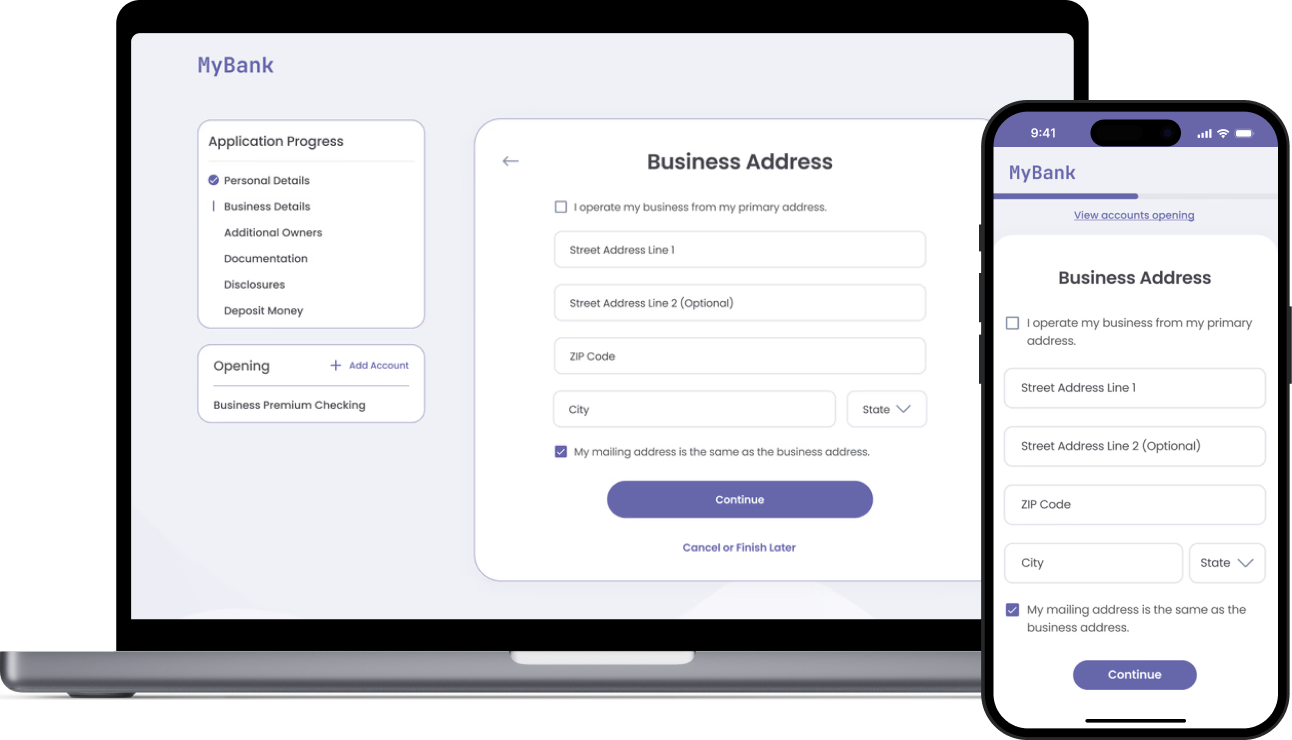 MyBank
Application Progress
Personal Details
Business Details
Additional Owners
Documentation
Disclosures
Deposit Money
Opening
Add Account
Business Premium Checking
Business Address
I operate my business from my primary address.
Street Address Line 1
Street Address Line 2 (Optional)
ZIP Code
City
State
My mailing address is the same as the business address.
Continue
Cancel or Finish Later
9:41
MyBank
View accounts opening
Business Address
I operate my business from my primary
address.
Street Address Line 1
Street Address Line 2 (Optional)
ZIP Code
City
State
My mailing address is the same as the
business address.
Continue